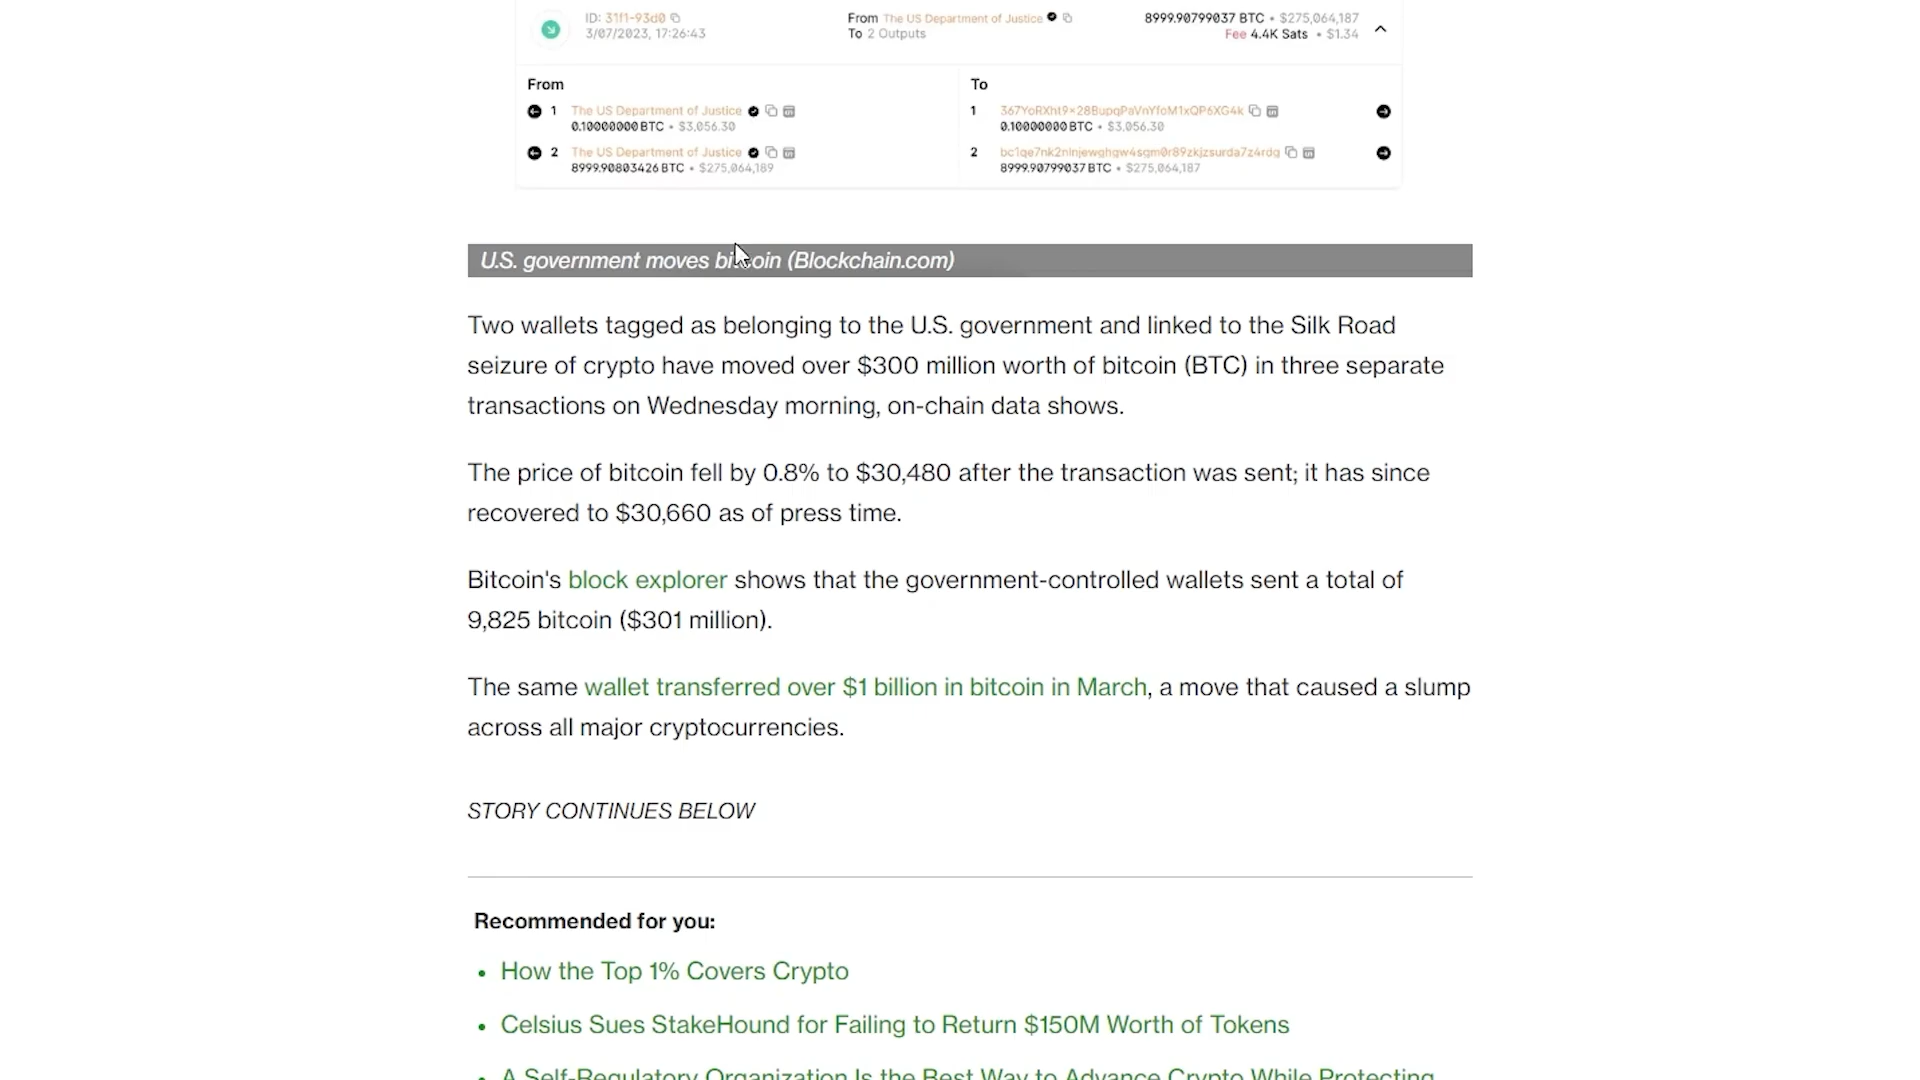 ID: 31f1-93d0
From The US Department of Justice
8999.90799037 BTC • $275,064,187
3/07/2023, 17:26:43
To 2 Outputs
Fee 4.4K Sats • $1.34
From
To
1 The US Department of Justice
0.10000000 BTC • $3,056.30
1 367YoRXht9x28BupqPaVnYfoM1xQP6XG4k
0.10000000 BTC • $3,056.30
2 The US Department of Justice
8999.90803426 BTC • $275,064,189
2
8999.90799037 BTC • $275,064,187
U.S. government moves bitcoin (Blockchain.com)
Two wallets tagged as belonging to the U.S. government and linked to the Silk Road
seizure of crypto have moved over $300 million worth of bitcoin (BTC) in three separate
transactions on Wednesday morning, on-chain data shows.
The price of bitcoin fell by 0.8% to $30,480 after the transaction was sent; it has since
recovered to $30,660 as of press time.
Bitcoin's block explorer shows that the government-controlled wallets sent a total of
9,825 bitcoin ($301 million).
The same wallet transferred over $1 billion in bitcoin in March, a move that caused a slump
across all major cryptocurrencies.
STORY CONTINUES BELOW
Recommended for you:
• How the Top 1% Covers Crypto
• Celsius Sues StakeHound for Failing to Return $150M Worth of Tokens
• A Self-Regulatory Organization Is the Best Way to Advance Crypto While Protecting